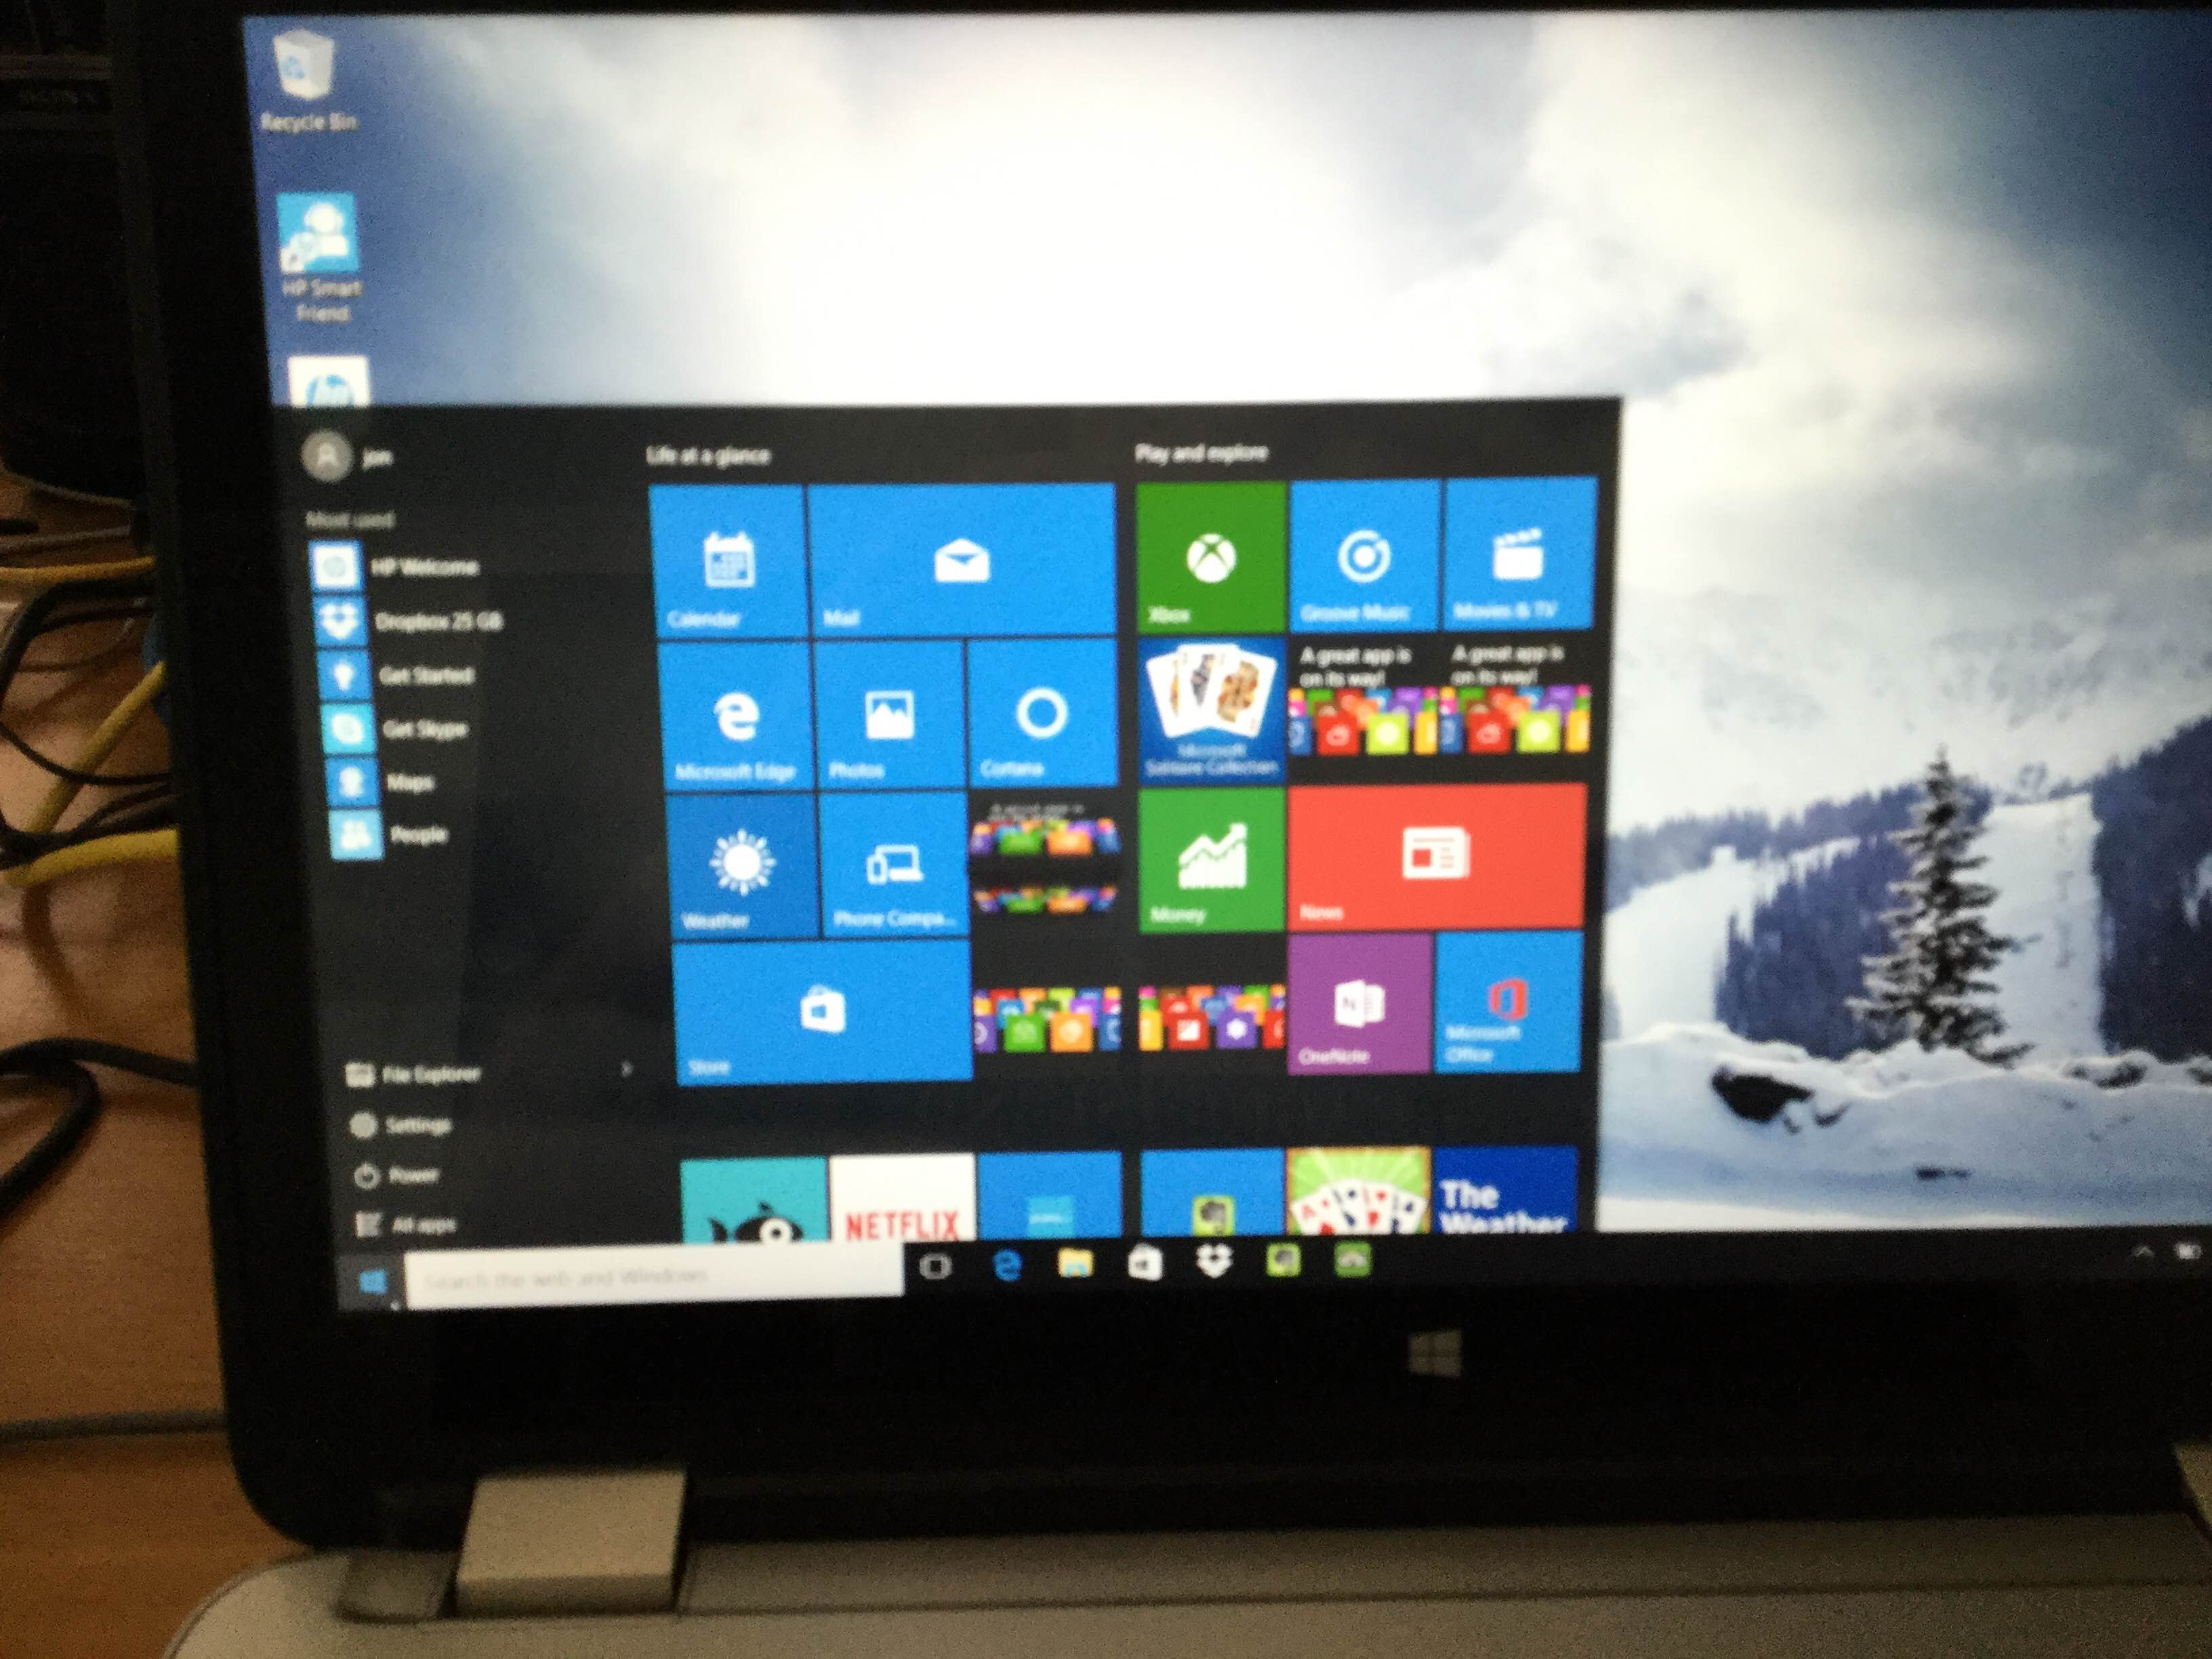 Recycle Bin
HP Smart
Friend
hp
jon
Most used
HP Welcome
Dropbox 25 GB
Get Started
Get Skype
Maps
People
File Explorer
Settings
Power
All apps
Life at a glance
Calendar
Mail
Microsoft Edge
Photos
Cortana
Weather
Phone Compa...
Store
NETFLIX
Play and explore
Xbox
Groove Music
Movies & TV
Microsoft
Solitaire Collection
A great app is
on its way!
A great app is
on its way!
Money
News
OneNote
Microsoft
Office
The
Weather
Search the web and Windows